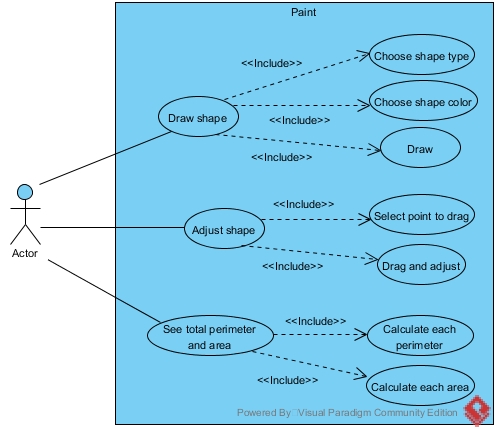 Paint
Choose shape type
<<Include>>
Choose shape color
Draw shape
<<Include>>
Draw
<<Include>>
<<Include>>
Select point to drag
Adjust shape
Actor
<<Include>>
Drag and adjust
<<Include>>
See total perimeter
and area
Calculate each
perimeter
<<Include>>
Calculate each area
Powered By Visual Paradigm Community Edition